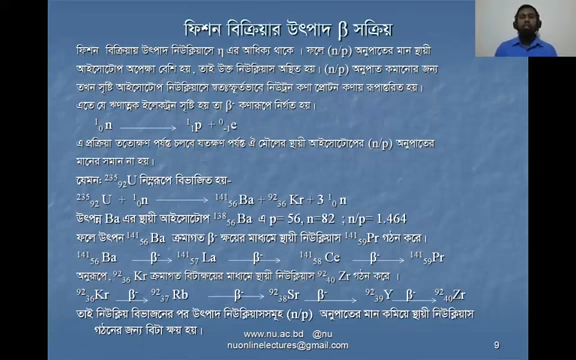 ফিশন বিক্রিয়ার উৎপাদ β সক্রিয়
ফিশন বিক্রিয়ায় উৎপাদ নিউক্লিয়াসে η এর আধিক্য থাকে । ফলে (n/p) অনুপাতের মান স্থায়ী
আইসোটোপ অপেক্ষা বেশি হয়, তাই উক্ত নিউক্লিয়াস অস্থিত হয়। (n/p) অনুপাত কমানোর জন্য
তখন সৃষ্টি আইসোটোপ নিউক্লিয়াসে স্বতঃস্ফূর্তভাবে নিউট্রন কণা প্রোটন কণায় রূপান্তরিত হয়।
এতে যে ঋণাত্নক ইলেকট্রন সৃষ্টি হয় তা β⁻ কণারূপে নির্গত হয়।
¹₀n ⟶ ¹₁p + ⁰₋₁e
এ প্রক্রিয়া ততোক্ষণ পর্যন্ত চলবে যতক্ষণ পর্যন্ত ঐ মৌলের স্থায়ী আইসোটোপের (n/p) অনুপাতের
মানের সমান না হয়।
যেমন: ²³⁵₉₂U নিম্নরূপে বিভাজিত হয়-
²³⁵₉₂U + ¹₀n ⟶ ¹⁴¹₅₆Ba + ⁹²₃₆Kr + 3 ¹₀n
উৎপন্ন Ba এর স্থায়ী আইসোটোপ ¹³⁸₅₆Ba এ p= 56, n=82 ; n/p= 1.464
ফলে উৎপন ¹⁴¹₅₆Ba ক্রমাগত β⁻ ক্ষয়ের মাধ্যমে স্থায়ী নিউক্লিয়াস ¹⁴¹₅₉Pr গঠন করে।
¹⁴¹₅₆Ba β⁻⟶ ¹⁴¹₅₇La β⁻⟶ ¹⁴¹₅₈Ce β⁻⟶ ¹⁴¹₅₉Pr
অনুরূপে, ⁹²₃₆Kr ক্রমাগত বিটাক্ষয়ের মাধ্যমে স্থায়ী নিউক্লিয়াস ⁹²₄₀Zr গঠন করে ।
⁹²₃₆Kr β⁻⟶ ⁹²₃₇Rb β⁻⟶ ⁹²₃₈Sr β⁻⟶ ⁹²₃₉Y β⁻⟶ ⁹²₄₀Zr
তাই নিউক্লিয় বিভাজনের পর উৎপাদ নিউক্লিয়াসসমূহ (n/p) অনুপাতের মান কমিয়ে স্থায়ী নিউক্লিয়াস
গঠনের জন্য বিটা ক্ষয় হয়।
www.nu.ac.bd @nu
nuonlinelectures@gmail.com
9